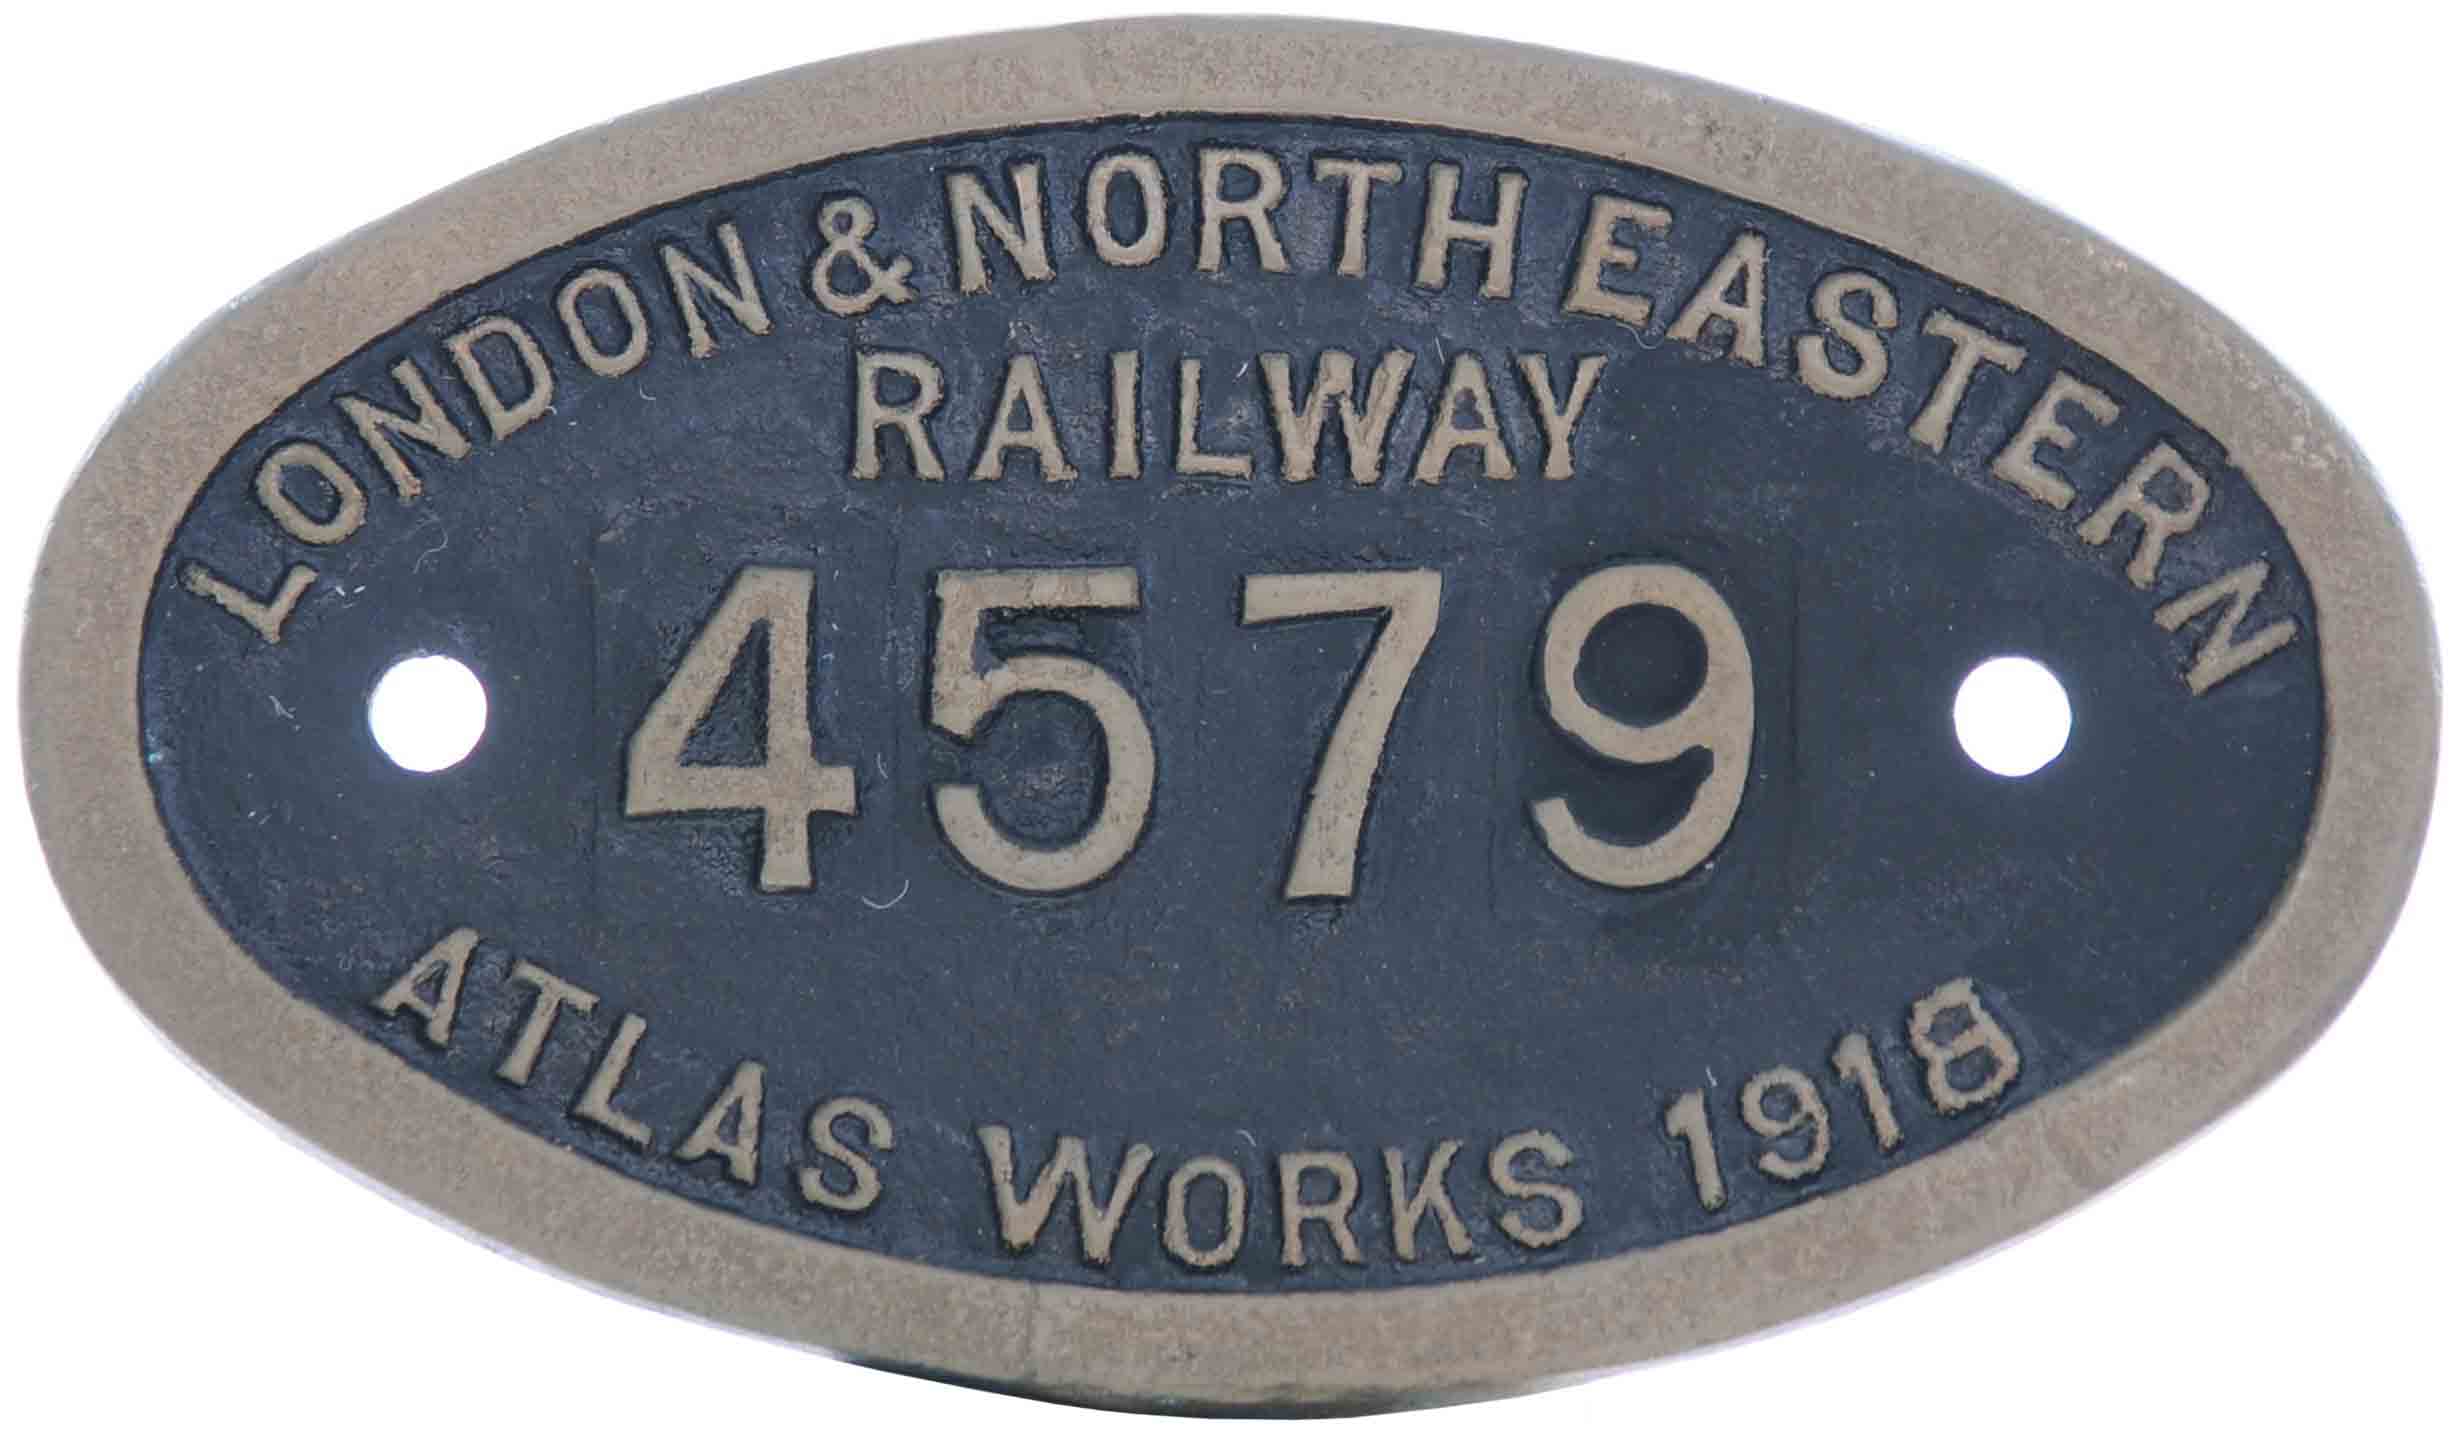 LONDON & NORTH EASTERN
RAILWAY
4579
ATLAS WORKS 1918